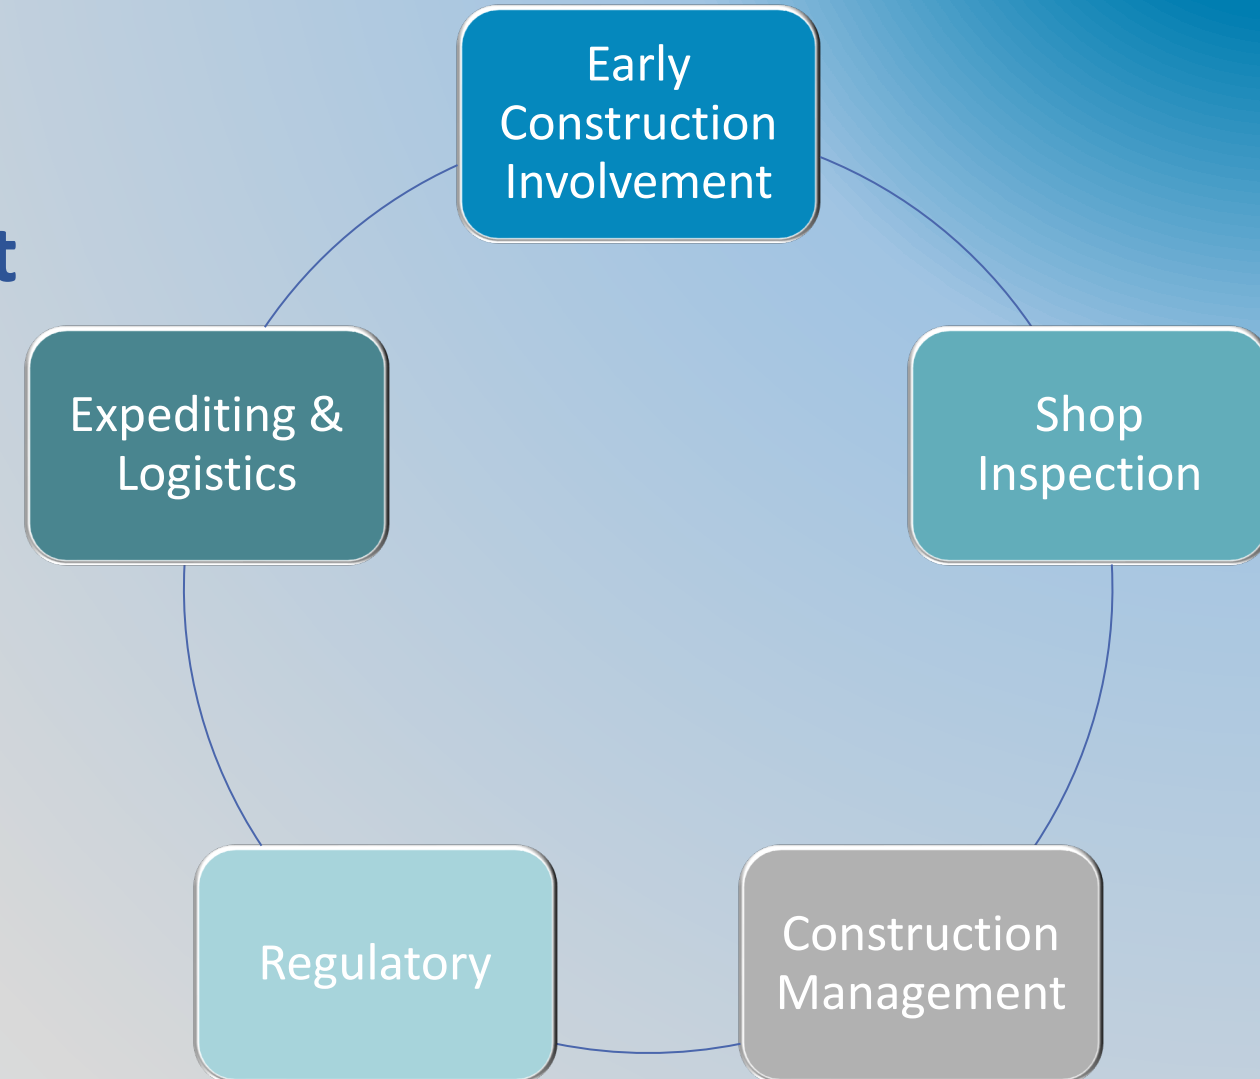 Early
Construction
Involvement
t
Expediting &
Logistics
Shop
Inspection
Regulatory
Construction
Management